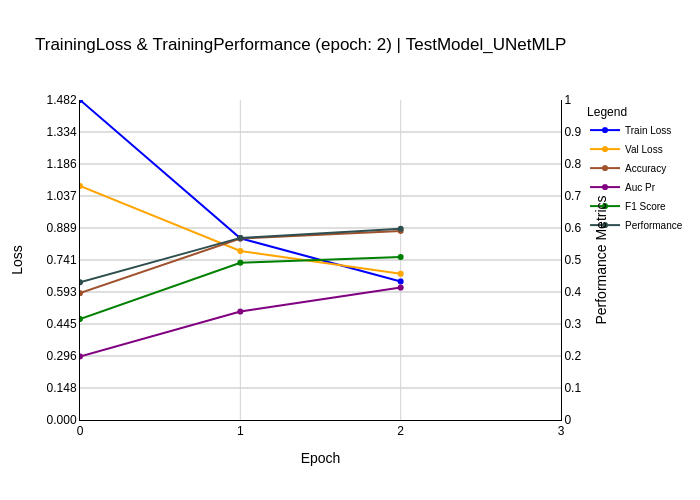 TrainingLoss & TrainingPerformance (epoch: 2) | TestModel_UNetMLP
1.482
1.334
1.186
1.037
0.889
0.741
0.593
0.445
0.296
0.148
0.000
Loss
0
1
2
3
Epoch
1
0.9
0.8
0.7
0.6
0.5
0.4
0.3
0.2
0.1
0
Performance Metrics
Legend
Train Loss
Val Loss
Accuracy
Auc Pr
F1 Score
Performance